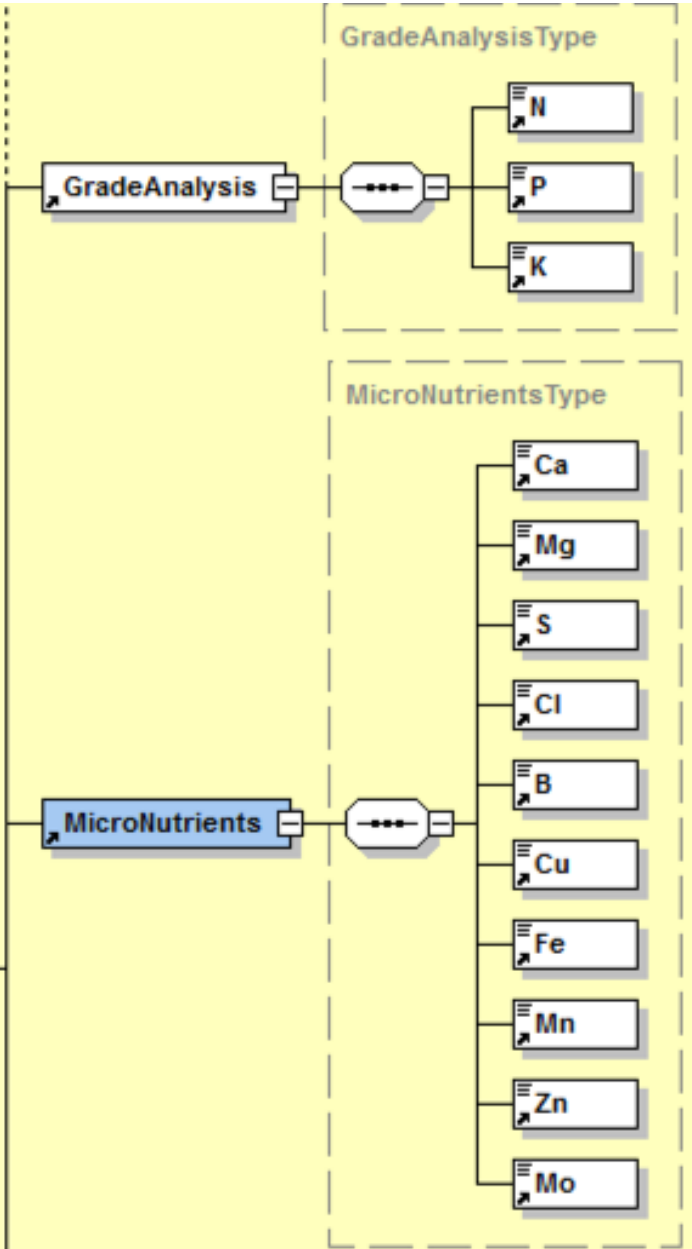 GradeAnalysisType
N
GradeAnalysis
P
K
MicroNutrientsType
Ca
Mg
S
Cl
B
MicroNutrients
Cu
Fe
Mn
Zn
Mo